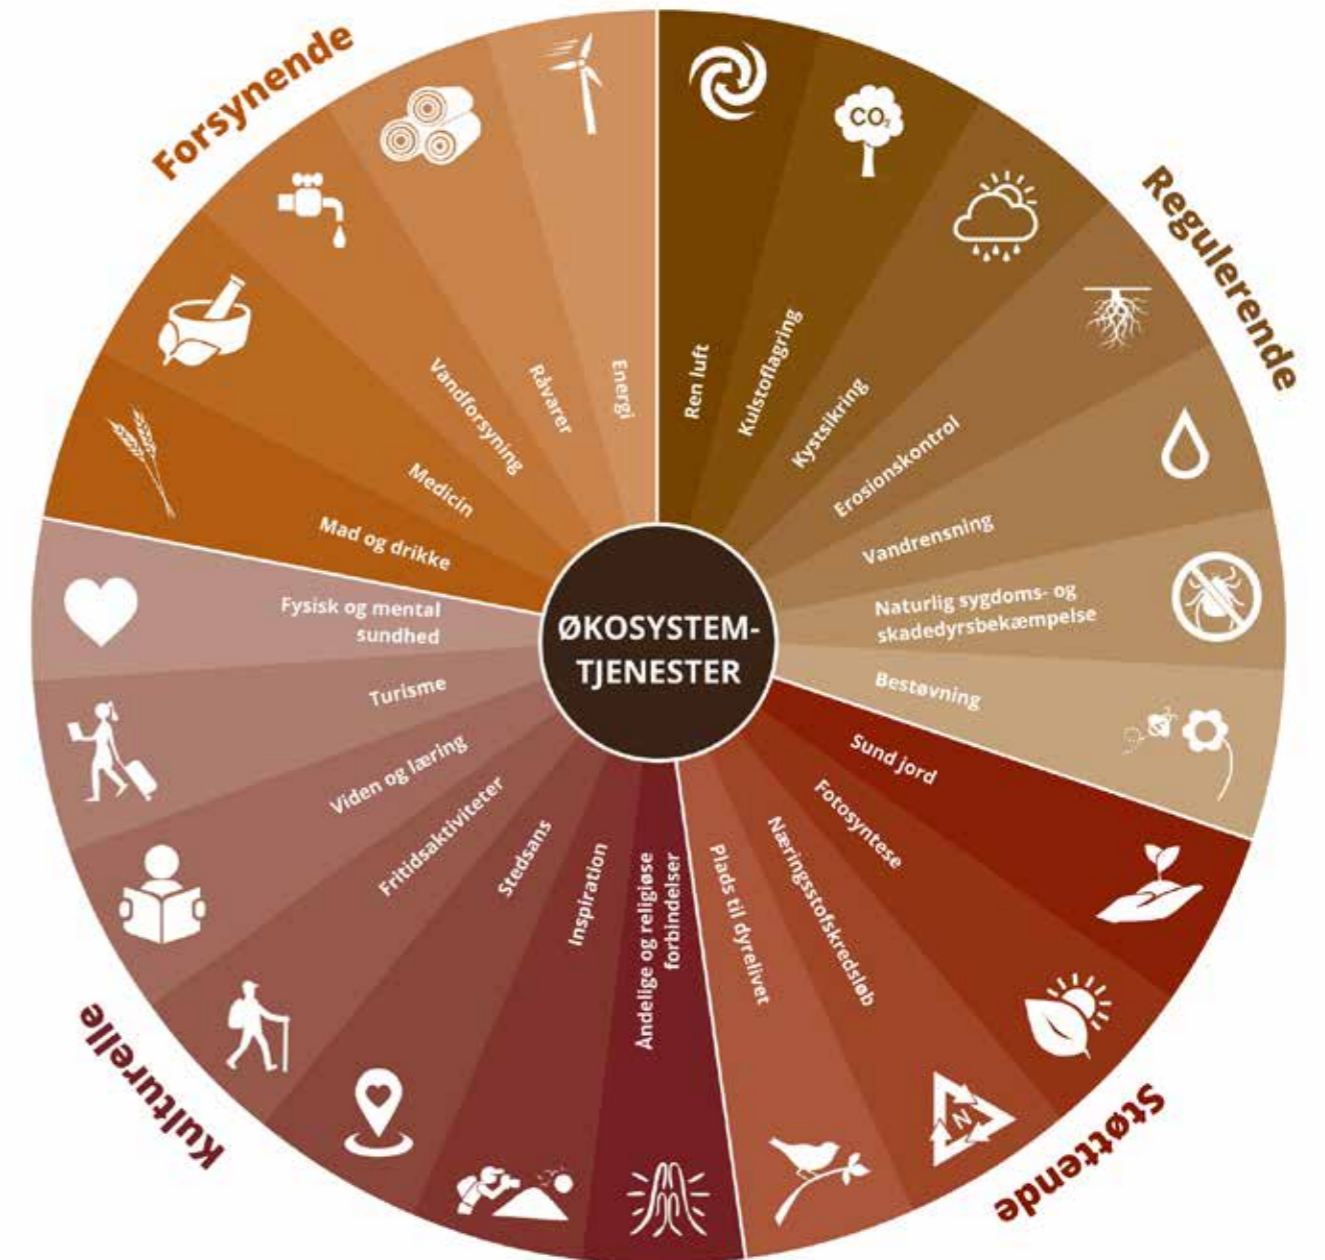 Forsynende
Regulerende
Kulturelle
Støttende
ØKOSYSTEM-
TJENESTER
Ren luft
Kulstoflagring
Kystsikring
Erosionskontrol
Vandrensning
Naturlig sygdoms- og
skadedyrsbekæmpelse
Bestøvning
Sund jord
Fotosyntese
Næringsstofskredsløb
Plads til dyrelivet
Åndelige og religiøse
forbindelser
Inspiration
Stedsans
Fritidsaktiviteter
Viden og læring
Turisme
Fysisk og mental
sundhed
Mad og drikke
Medicin
Vandforsyning
Råvarer
Energi
CO₂
N